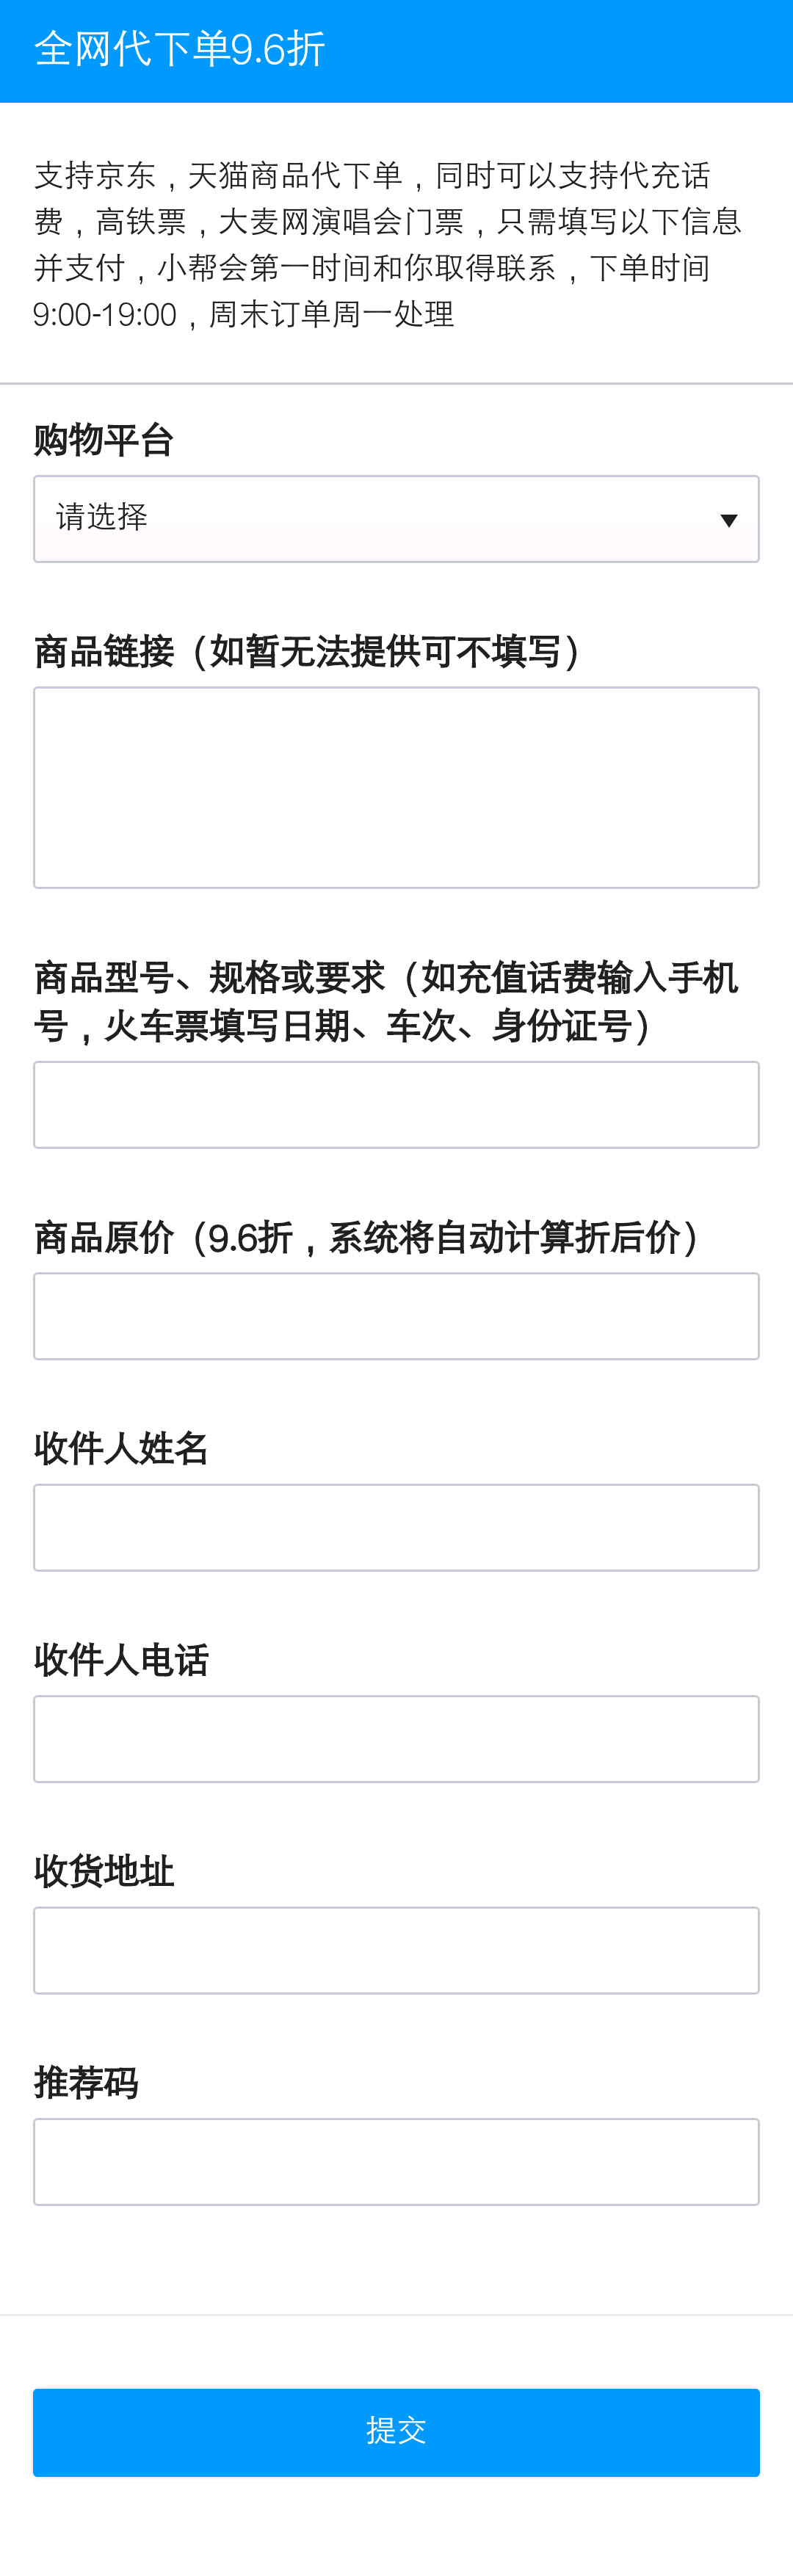 全网代下单9.6折
支持京东，天猫商品代下单，同时可以支持代充话
费，高铁票，大麦网演唱会门票，只需填写以下信息
并支付，小帮会第一时间和你取得联系，下单时间
9:00-19:00，周末订单周一处理
购物平台
请选择
商品链接（如暂无法提供可不填写）
商品型号、规格或要求（如充值话费输入手机
号，火车票填写日期、车次、身份证号）
商品原价（9.6折，系统将自动计算折后价）
收件人姓名
收件人电话
收货地址
推荐码
提交